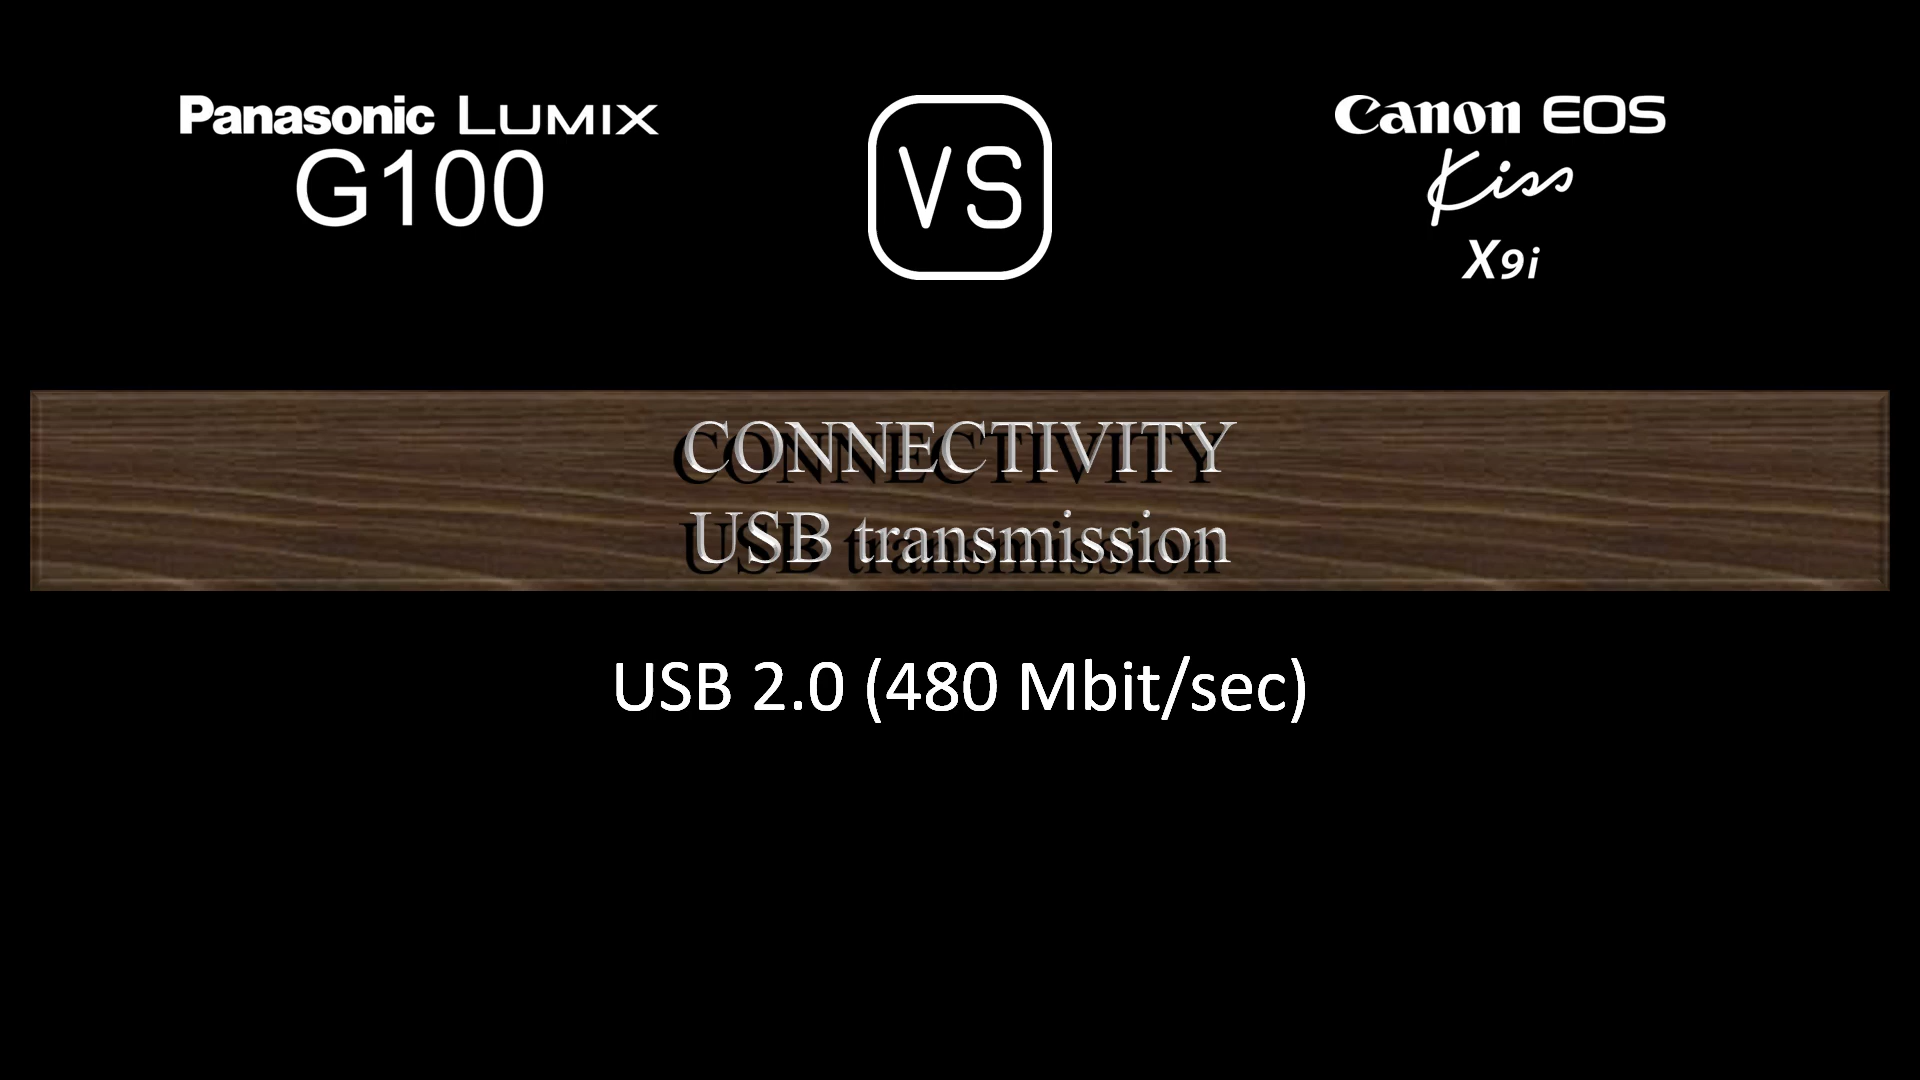 Panasonic LUMIX
G100
VS
Canon EOS
Kiss
X9i
CONNECTIVITY
USB transmission
USB 2.0 (480 Mbit/sec)